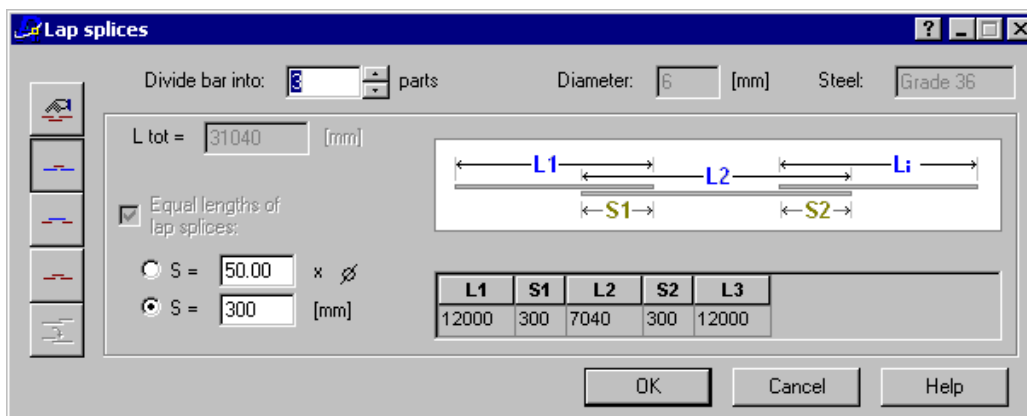 Lap splices
Divide bar into: 3 parts Diameter: 6 [mm] Steel: Grade 36
L tot = 31040 [mm]
Equal lengths of
lap splices:
S = 50.00 x ø
S = 300 [mm]
L1 L2 Li
S1 S2
L1 S1 L2 S2 L3
12000 300 7040 300 12000
OK Cancel Help